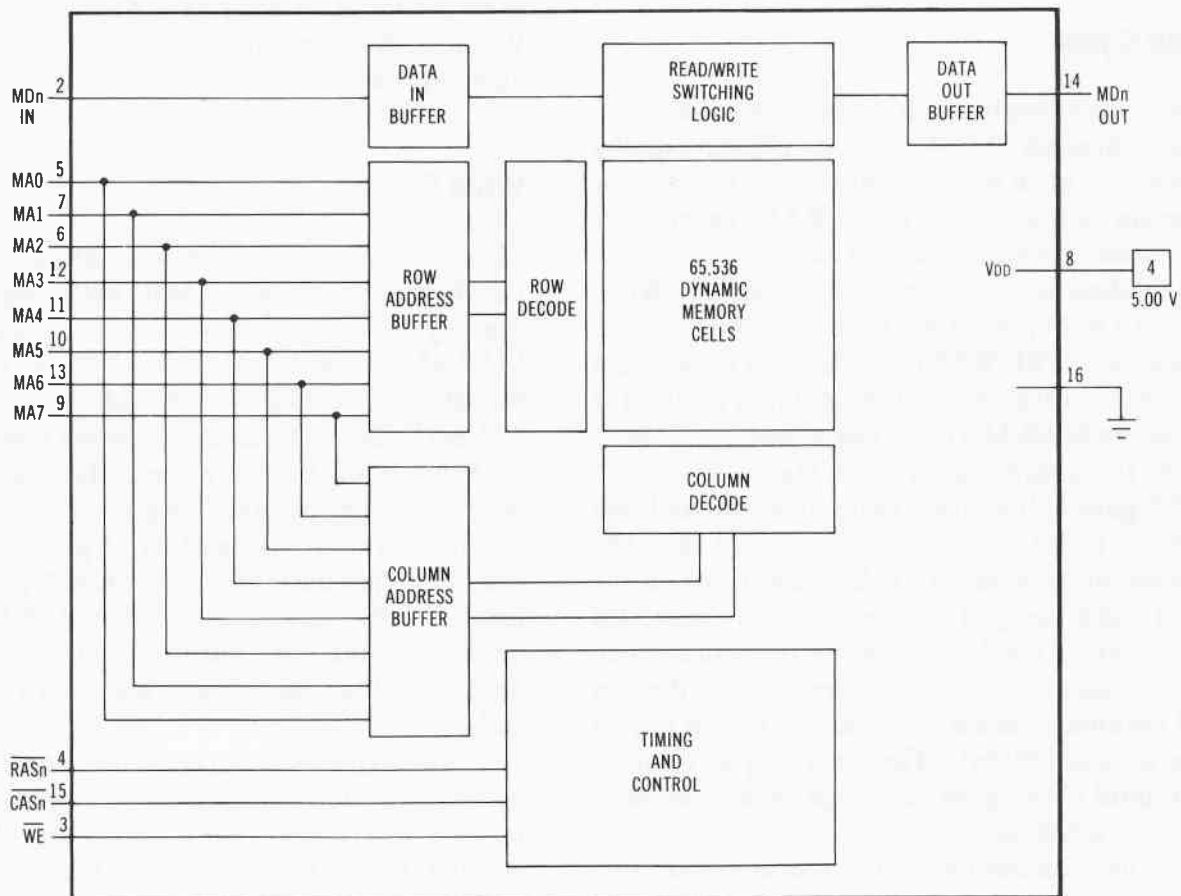 DATA
IN
BUFFER
READ/WRITE
SWITCHING
LOGIC
DATA
OUT
BUFFER
MDn
IN
2
14
MDn
OUT
MA0 5
MA1 7
MA2 6
MA3 12
MA4 11
MA5 10
MA6 13
MA7 9
ROW
ADDRESS
BUFFER
ROW
DECODE
65,536
DYNAMIC
MEMORY
CELLS
VDD
8
4
5.00 V
16
COLUMN
DECODE
COLUMN
ADDRESS
BUFFER
TIMING
AND
CONTROL
RASn 4
CASn 15
WE 3